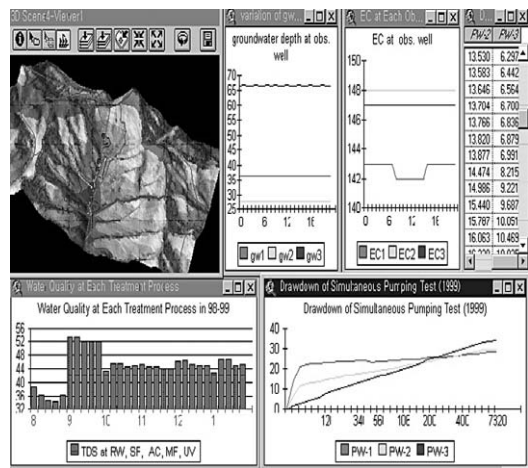 3D Scene4-Viewer1
variation of gw...
groundwater depth at obs. well
70
65
60
55
50
45
40
35
30
25
0 6 12 18
gw1 gw2 gw3
EC at Each Ob...
EC at obs. well
150
148
146
144
142
140
0 6 12 18
EC1 EC2 EC3
D...
PW-2 PW-3
13.530 6.297
13.583 6.442
13.646 6.564
13.704 6.700
13.766 6.836
13.820 6.879
13.877 6.991
14.474 8.215
14.986 9.221
15.440 9.687
15.787 10.051
16.063 10.469
Water Quality at Each Treatment Process
Water Quality at Each Treatment Process in 98-99
56
52
48
44
40
36
32
8 9 10 11 12 1
TDS at RW, SF, AC, MF, UV
Drawdown of Simultaneous Pumping Test (1999)
Drawdown of Simultaneous Pumping Test (1999)
40
30
20
10
0
7320
PW-1 PW-2 PW-3